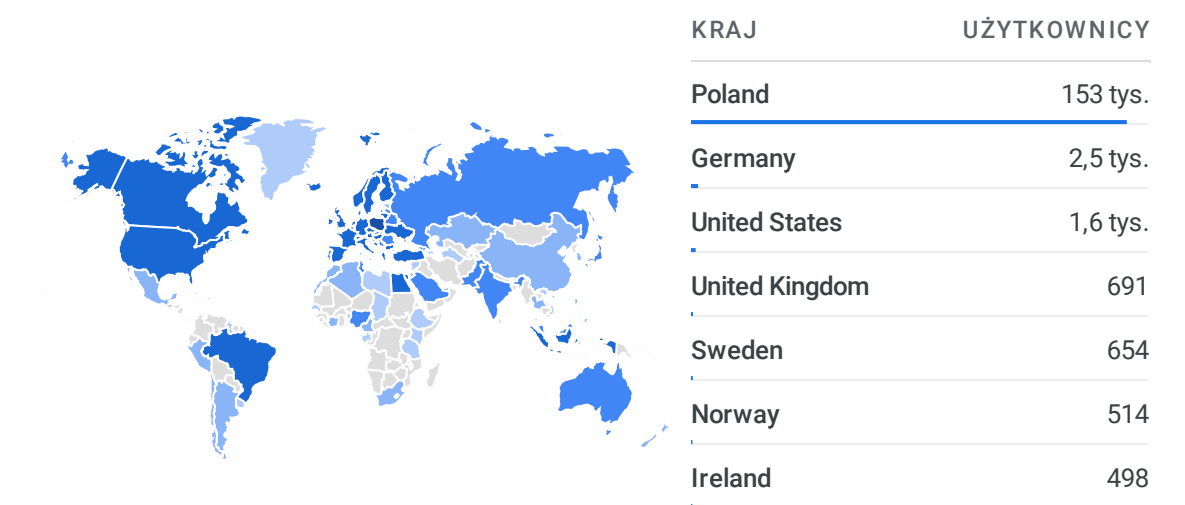 KRAJ UŻYTKOWNICY
Poland 153 tys.
Germany 2,5 tys.
United States 1,6 tys.
United Kingdom 691
Sweden 654
Norway 514
Ireland 498